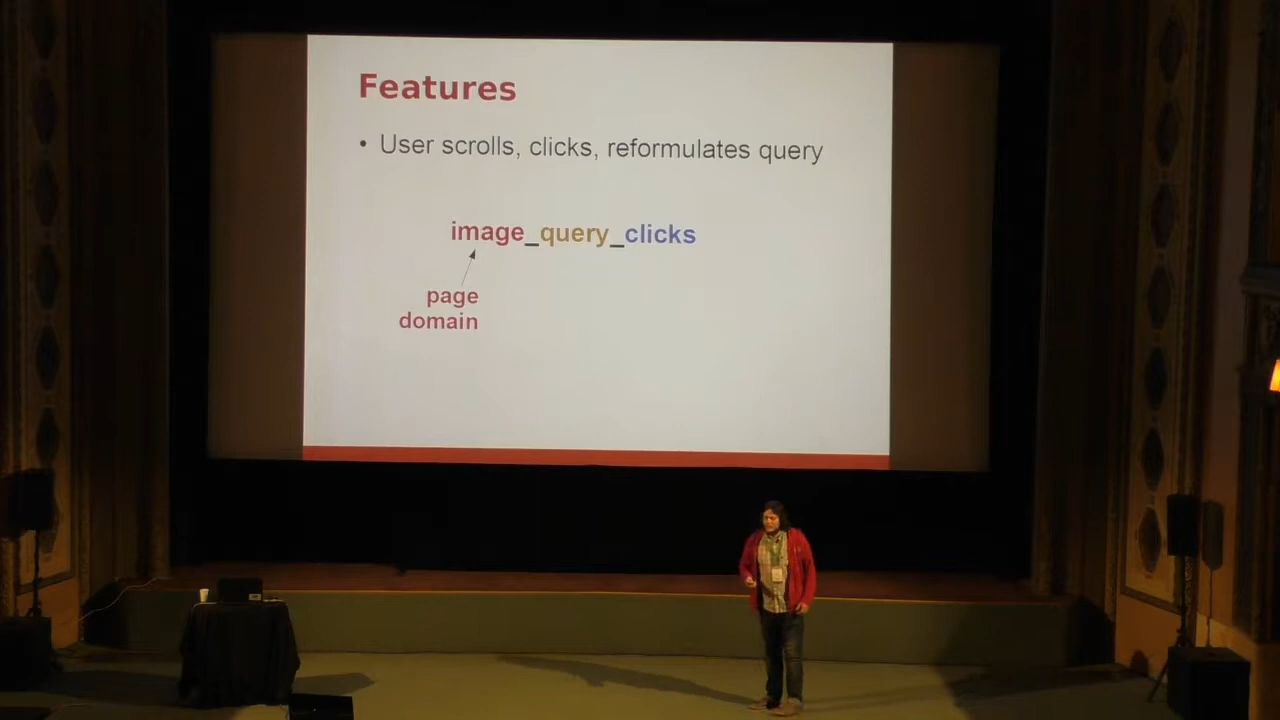 Features
• User scrolls, clicks, reformulates query
image_query_clicks
page
domain